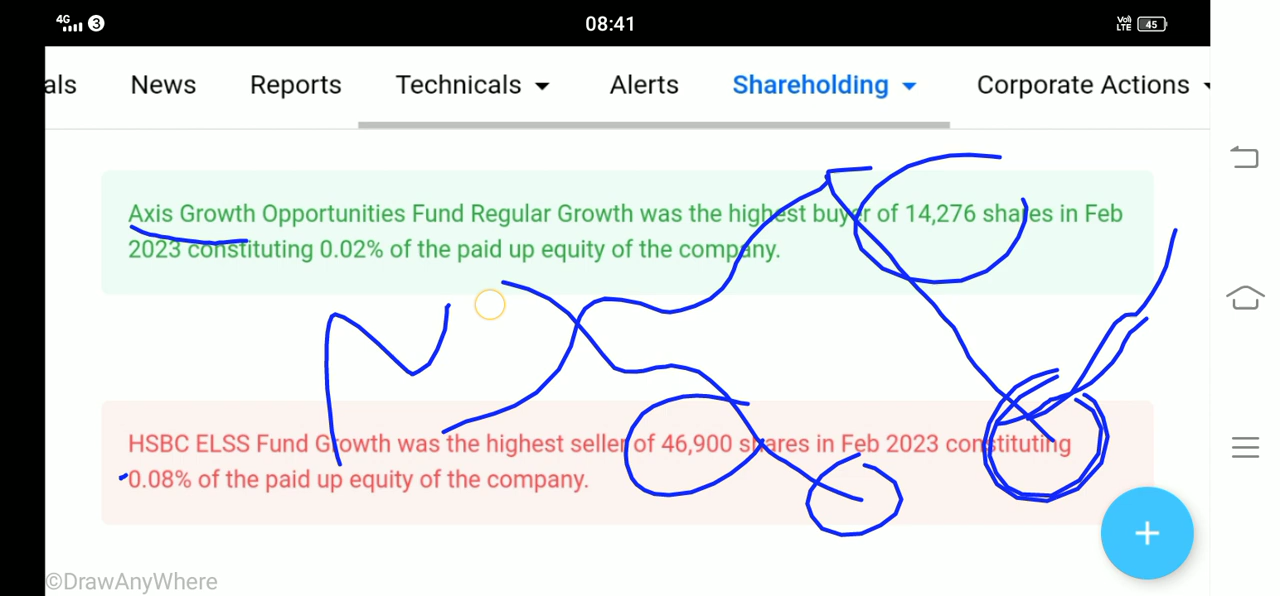 4G 3 08:41 Vo) LTE 45
als News Reports Technicals Alerts Shareholding Corporate Actions
Axis Growth Opportunities Fund Regular Growth was the highest buyer of 14,276 shares in Feb
2023 constituting 0.02% of the paid up equity of the company.
HSBC ELSS Fund Growth was the highest seller of 46,900 shares in Feb 2023 constituting
0.08% of the paid up equity of the company.
+
©DrawAnyWhere